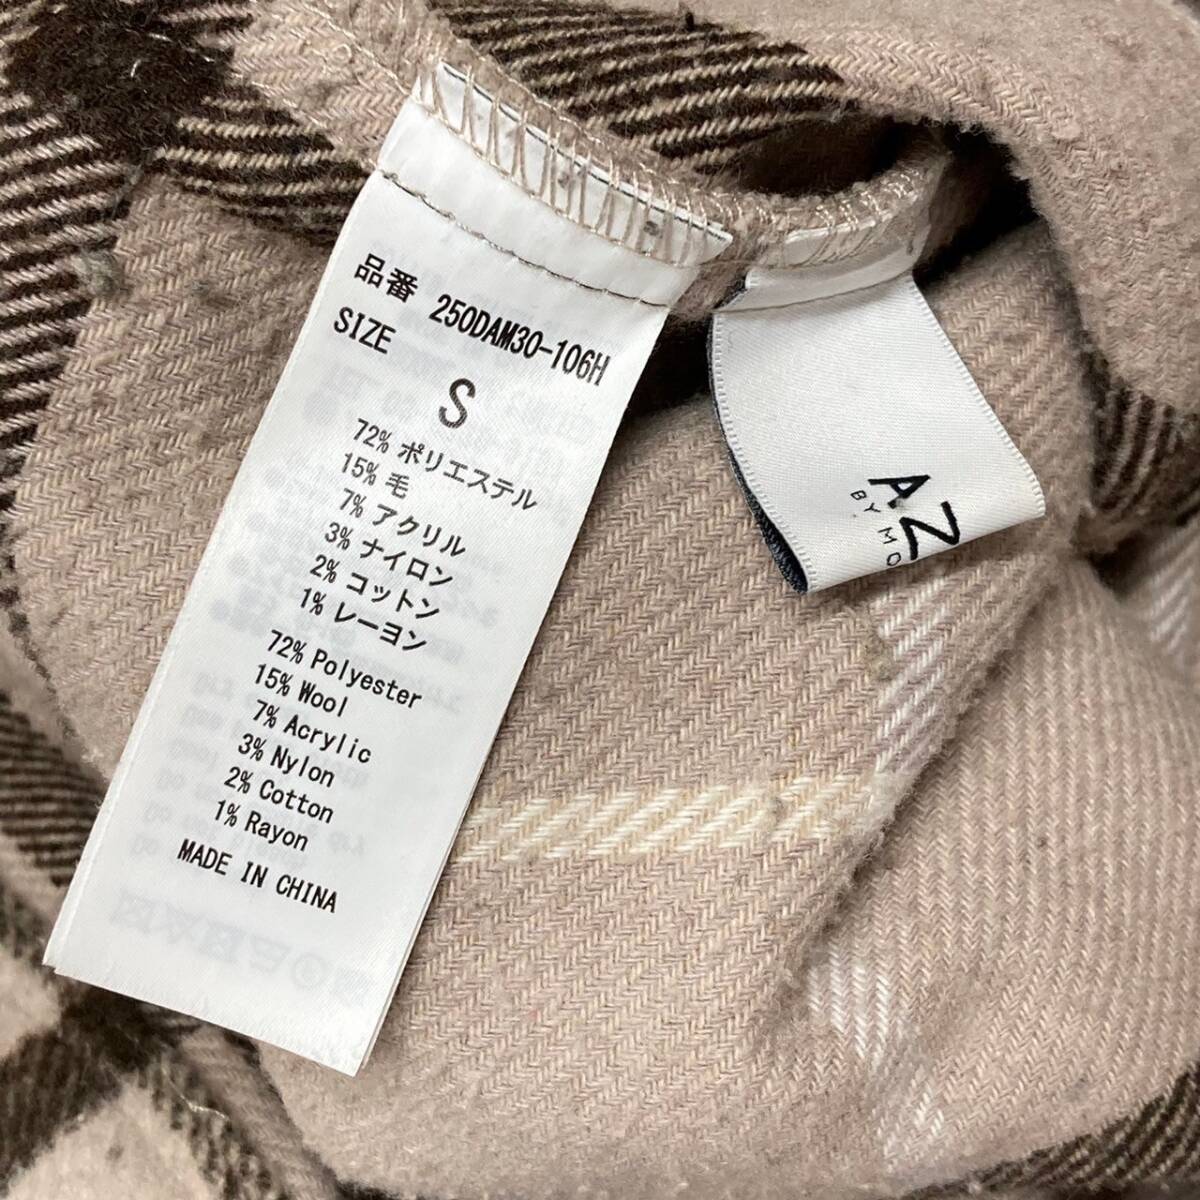 品番 250DAM30-106H
SIZE
S
72% ポリエステル
15% 毛
7% アクリル
3% ナイロン
2% コットン
1% レーヨン
72% Polyester
15% Wool
7% Acrylic
3% Nylon
2% Cotton
1% Rayon
MADE IN CHINA
AZ
BY MO